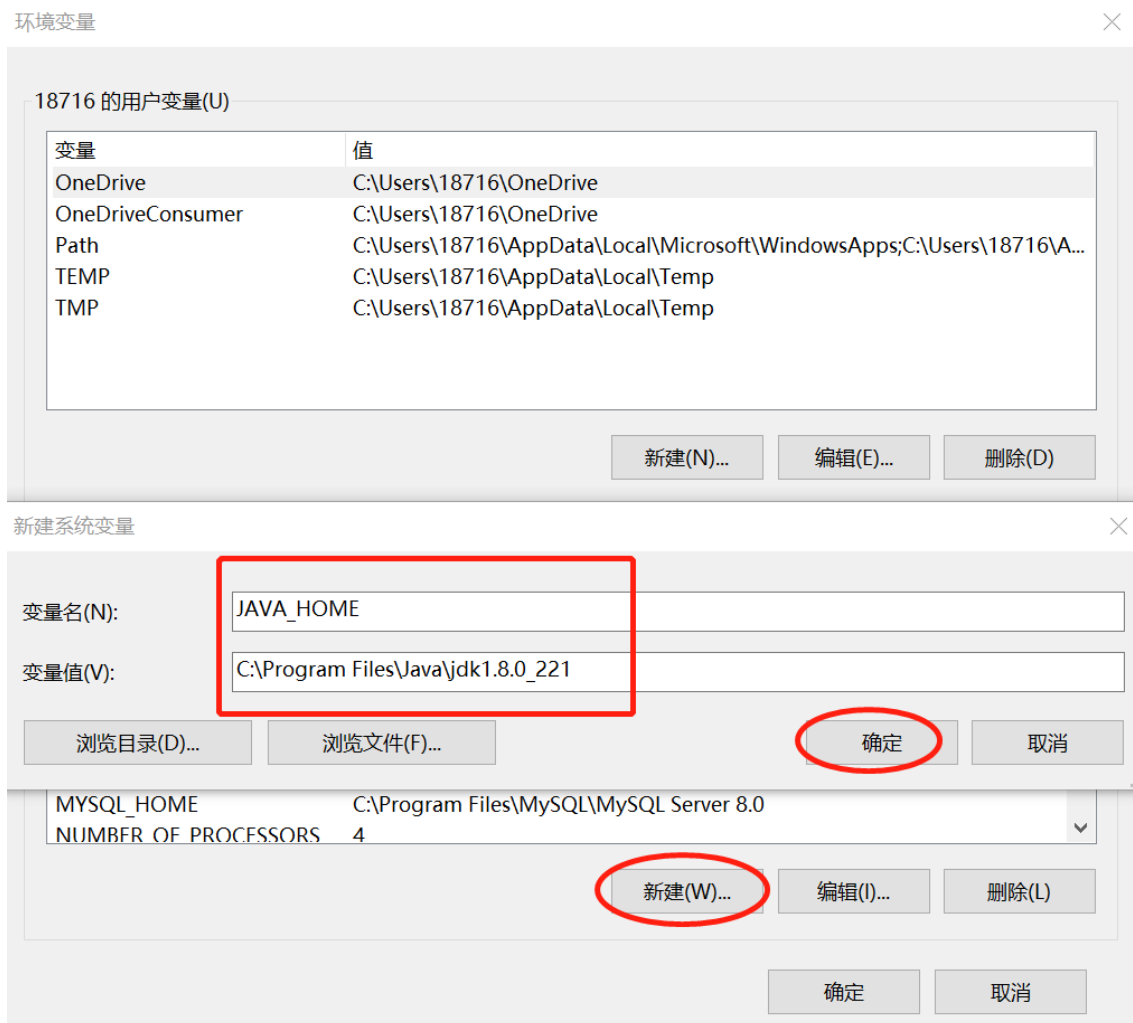 环境变量
18716 的用户变量(U)
变量 值
OneDrive C:\Users\18716\OneDrive
OneDriveConsumer C:\Users\18716\OneDrive
Path C:\Users\18716\AppData\Local\Microsoft\WindowsApps;C:\Users\18716\A...
TEMP C:\Users\18716\AppData\Local\Temp
TMP C:\Users\18716\AppData\Local\Temp
新建(N)... 编辑(E)... 删除(D)
新建系统变量
变量名(N): JAVA_HOME
变量值(V): C:\Program Files\Java\jdk1.8.0_221
浏览目录(D)... 浏览文件(F)... 确定 取消
MYSQL_HOME C:\Program Files\MySQL\MySQL Server 8.0
NUMBER_OF_PROCESSORS 4
新建(W)... 编辑(I)... 删除(L)
确定 取消